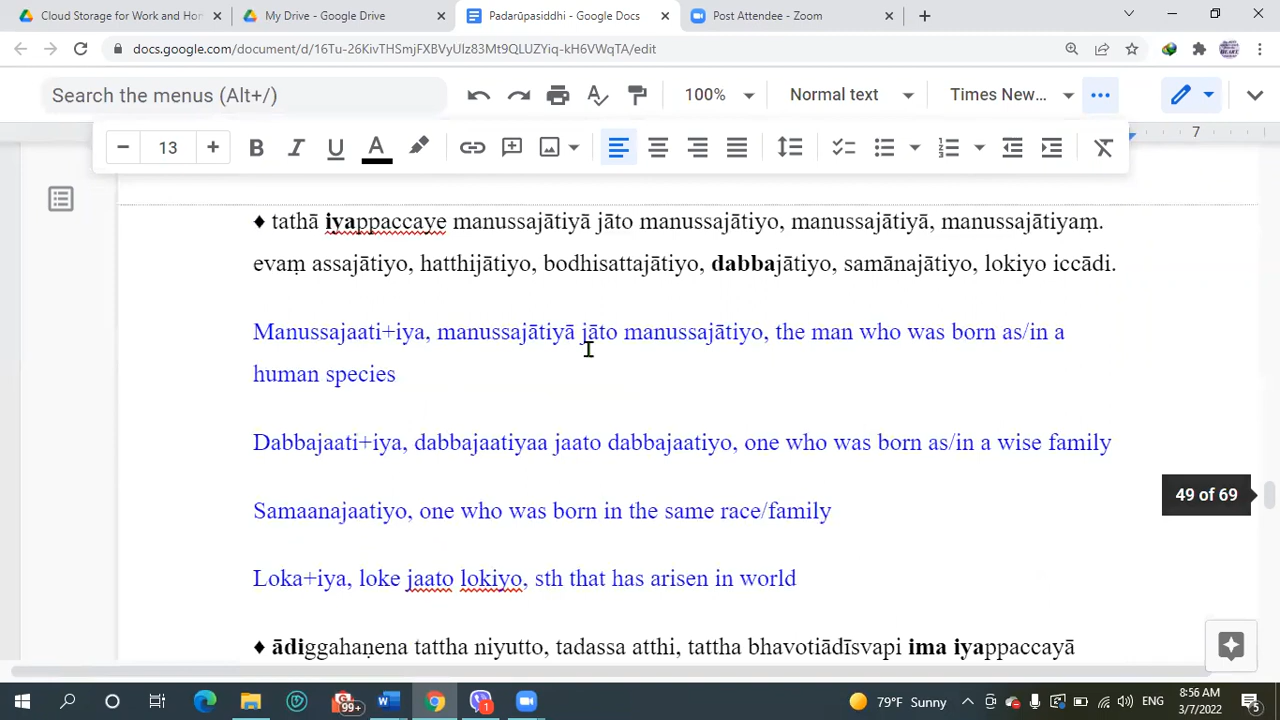 Cloud Storage for Work and Hom
My Drive - Google Drive
Padarūpasiddhi - Google Docs
Post Attendee - Zoom
docs.google.com/document/d/16Tu-26KivTHSmjFXBVyUIz83Mt9QLUZYiq-kH6VWqTA/edit
Search the menus (Alt+/)
100%
Normal text
Times New...
13
B I U A
7
♦ tathā iyappaccaye manussajātiyā jāto manussajātiyo, manussajātiyā, manussajātiyaṃ.
evaṃ assajātiyo, hatthijātiyo, bodhisattajātiyo, dabbajātiyo, samānajātiyo, lokiyo iccādi.
Manussajaati+iya, manussajātiyā jāto manussajātiyo, the man who was born as/in a
human species
Dabbajaati+iya, dabbajaatiyaa jaato dabbajaatiyo, one who was born as/in a wise family
49 of 69
Samaanajaatiyo, one who was born in the same race/family
Loka+iya, loke jaato lokiyo, sth that has arisen in world
♦ ādiggahaṇena tattha niyutto, tadassa atthi, tattha bhavotiādīsvapi ima iyappaccayā
99+
1
79°F Sunny
ENG
8:56 AM
3/7/2022
5